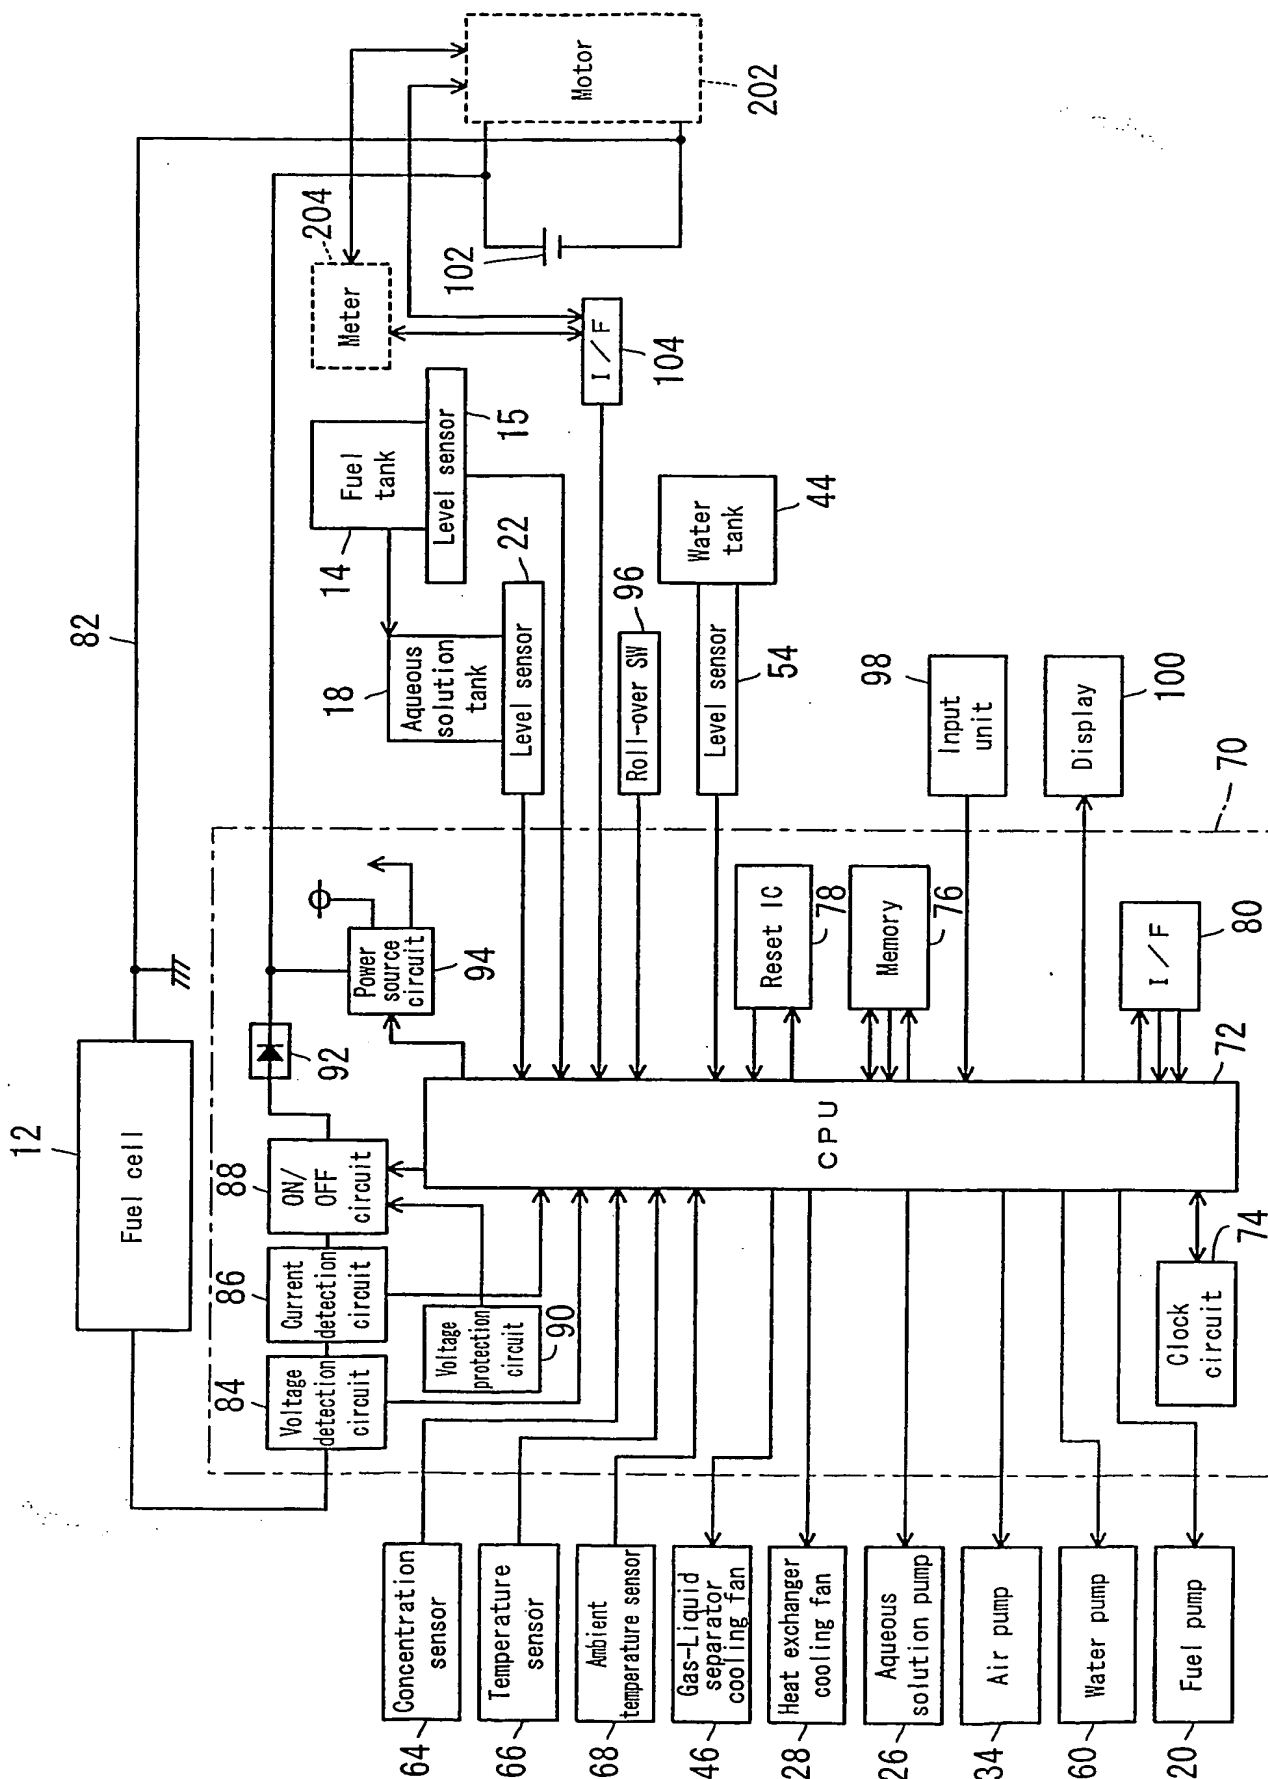 12
Fuel cell
82
84
Voltage
detection
circuit
86
Current
detection
circuit
88
ON/
OFF
circuit
92
90
Voltage
protection
circuit
94
Power
source
circuit
64
Concentration
sensor
66
Temperature
sensor
68
Ambient
temperature sensor
46
Gas-Liquid
separator
cooling fan
28
Heat exchanger
cooling fan
26
Aqueous
solution pump
34
Air pump
60
Water pump
20
Fuel pump
CPU
72
74
Clock
circuit
Reset IC
78
Memory
76
I/F
80
70
18
Aqueous
solution
tank
Level sensor
22
14
Fuel
tank
Level sensor
15
Roll-over SW
96
Level sensor
54
Water
tank
44
Input
unit
98
Display
100
I/F
104
Meter
204
102
Motor
202